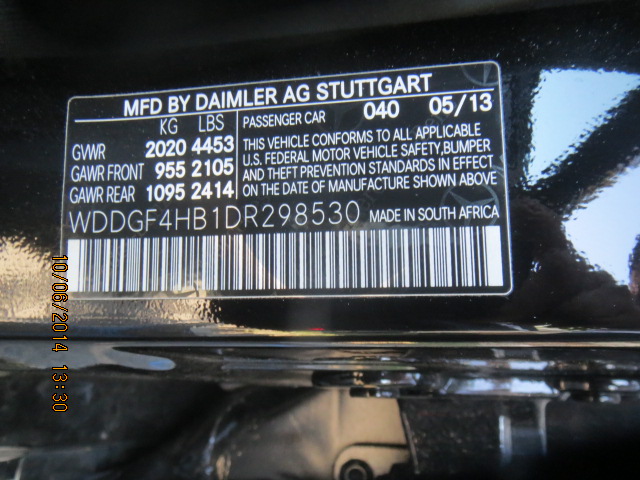 MFD BY DAIMLER AG STUTTGART
KG LBS
GVWR 2020 4453
GAWR FRONT 955 2105
GAWR REAR 1095 2414
PASSENGER CAR 040 05/13
THIS VEHICLE CONFORMS TO ALL APPLICABLE
U.S. FEDERAL MOTOR VEHICLE SAFETY,BUMPER
AND THEFT PREVENTION STANDARDS IN EFFECT
ON THE DATE OF MANUFACTURE SHOWN ABOVE.
WDDGF4HB1DR298530 MADE IN SOUTH AFRICA
10/06/2014 13:30